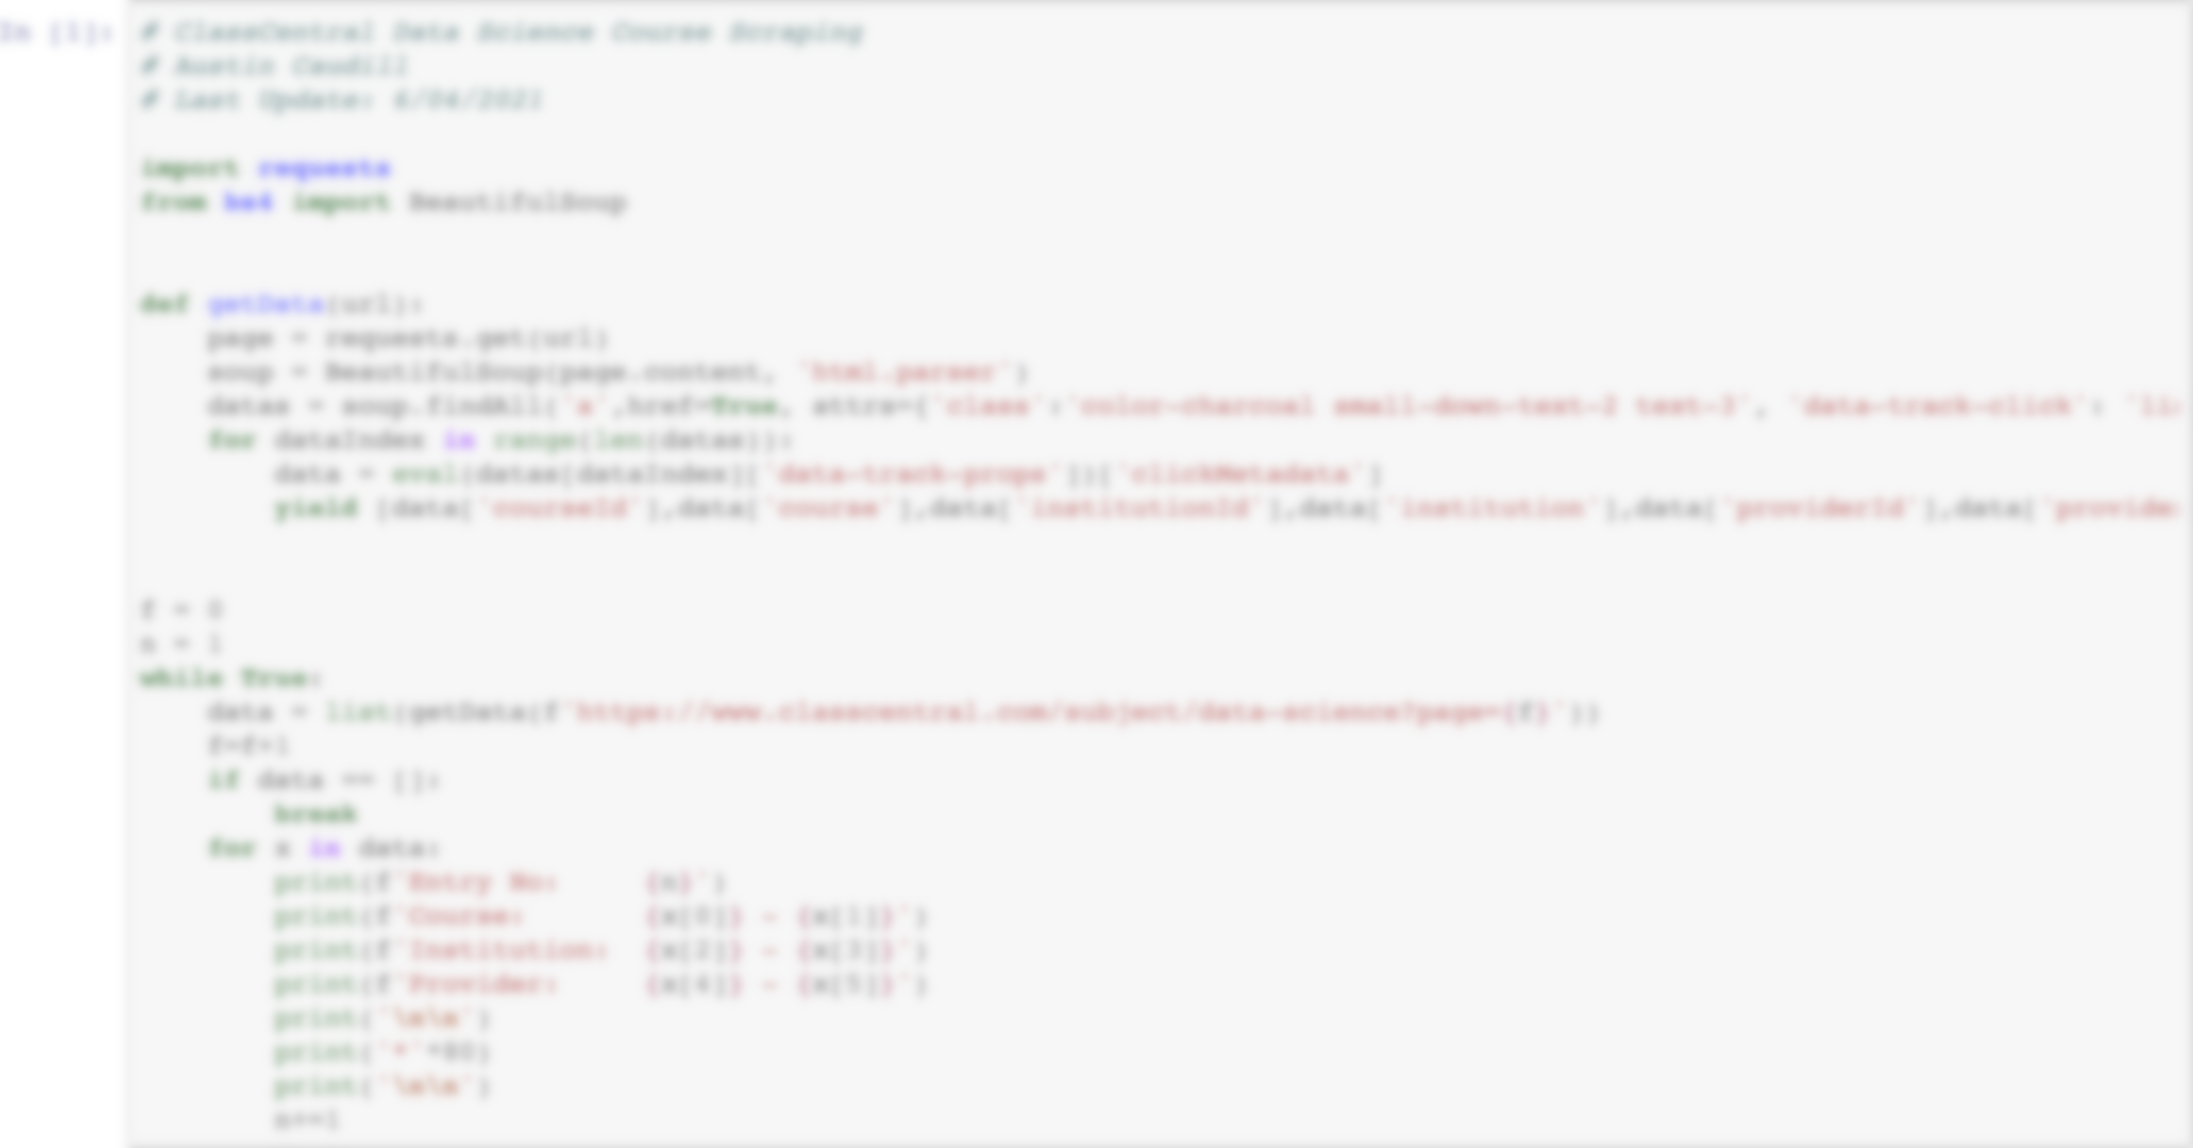 In [1]:
# ClassCentral Data Science Course Scraping
# Austin Caudill
# Last Update: 6/04/2021
import requests
from bs4 import BeautifulSoup
def getData(url):
    page = requests.get(url)
    soup = BeautifulSoup(page.content, 'html.parser')
    datas = soup.findAll('a',href=True, attrs={'class':'color-charcoal small-down-text-2 text-3', 'data-track-click':
    for dataIndex in range(len(datas)):
        data = eval(datas[dataIndex]['data-track-props'])['clickMetadata']
        yield [data['courseId'],data['course'],data['institutionId'],data['institution'],data['providerId'],data['provide
f = 0
n = 1
while True:
    data = list(getData(f'https://www.classcentral.com/subject/data-science?page={f}'))
    f=f+1
    if data == []:
        break
    for x in data:
        print(f'Entry No:     {n}')
        print(f'Course:       {x[0]} - {x[1]}')
        print(f'Institution:  {x[2]} - {x[3]}')
        print(f'Provider:     {x[4]} - {x[5]}')
        print('\n\n')
        print('*'*80)
        print('\n\n')
        n+=1